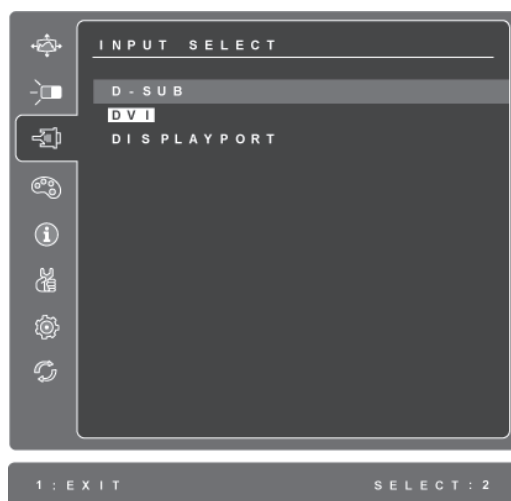 INPUT SELECT
D-SUB
DVI
DISPLAYPORT
1:EXIT SELECT:2